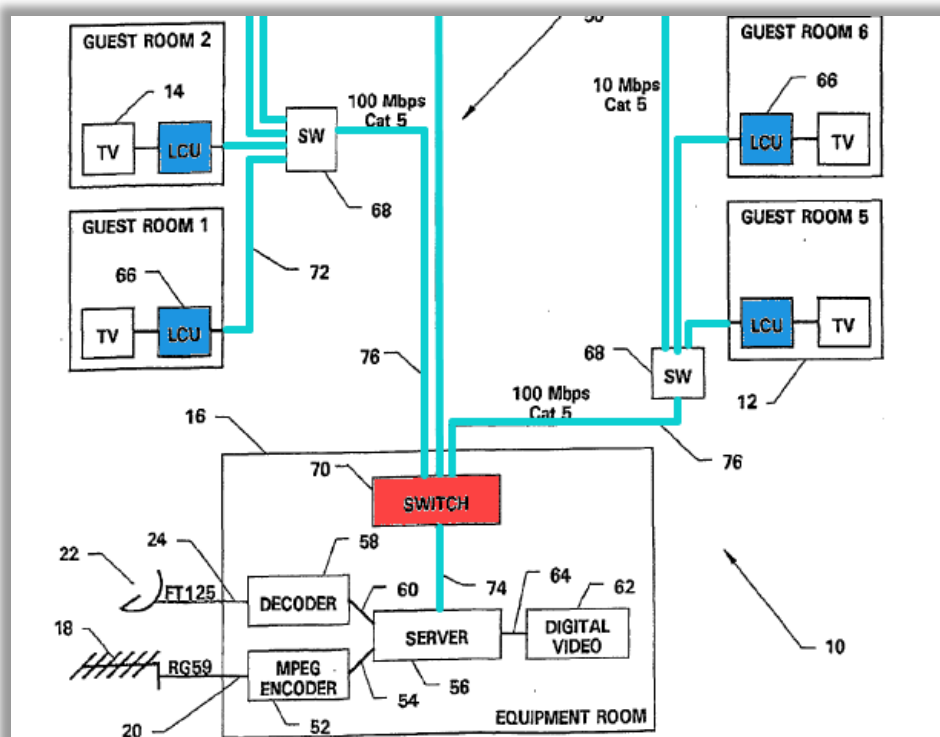 50
GUEST ROOM 2
14
TV
LCU
100 Mbps
Cat 5
SW
68
GUEST ROOM 1
66
TV
LCU
72
76
10 Mbps
Cat 5
GUEST ROOM 6
66
LCU
TV
GUEST ROOM 5
LCU
TV
12
68
SW
100 Mbps
Cat 5
76
16
70
SWITCH
22
24
FT125
58
DECODER
60
74
64
62
SERVER
56
DIGITAL
VIDEO
18
RG59
20
MPEG
ENCODER
52
54
EQUIPMENT ROOM
10